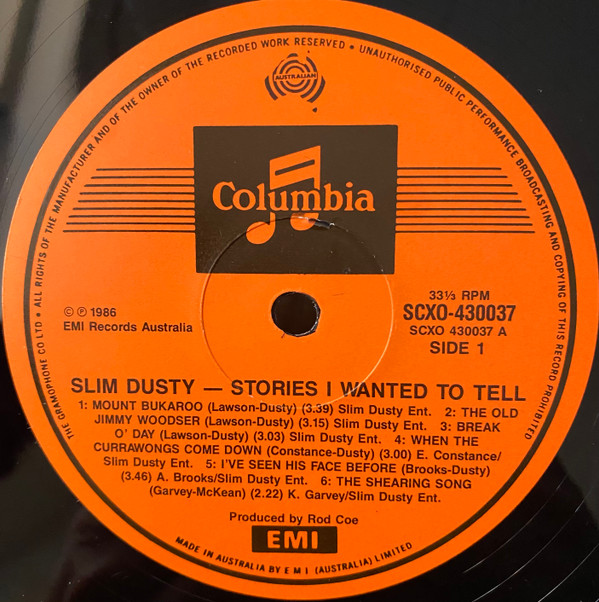 THE GRAMOPHONE CO LTD • ALL RIGHTS OF THE MANUFACTURER AND OF THE OWNER OF THE RECORDED WORK RESERVED • UNAUTHORISED PUBLIC PERFORMANCE BROADCASTING AND COPYING OF THIS RECORD PROHIBITED
AUSTRALIAN
Columbia
© ℗ 1986
EMI Records Australia
33⅓ RPM
SCXO-430037
SCXO 430037 A
SIDE 1
SLIM DUSTY — STORIES I WANTED TO TELL
1: MOUNT BUKAROO (Lawson-Dusty) (3.39) Slim Dusty Ent. 2: THE OLD
JIMMY WOODSER (Lawson-Dusty) (3.15) Slim Dusty Ent. 3: BREAK
O' DAY (Lawson-Dusty) (3.03) Slim Dusty Ent. 4: WHEN THE
CURRAWONGS COME DOWN (Constance-Dusty) (3.00) E. Constance/
Slim Dusty Ent. 5: I'VE SEEN HIS FACE BEFORE (Brooks-Dusty)
(3.46) A. Brooks/Slim Dusty Ent. 6: THE SHEARING SONG
(Garvey-McKean) (2.22) K. Garvey/Slim Dusty Ent.
Produced by Rod Coe
EMI
MADE IN AUSTRALIA BY E M I (AUSTRALIA) LIMITED